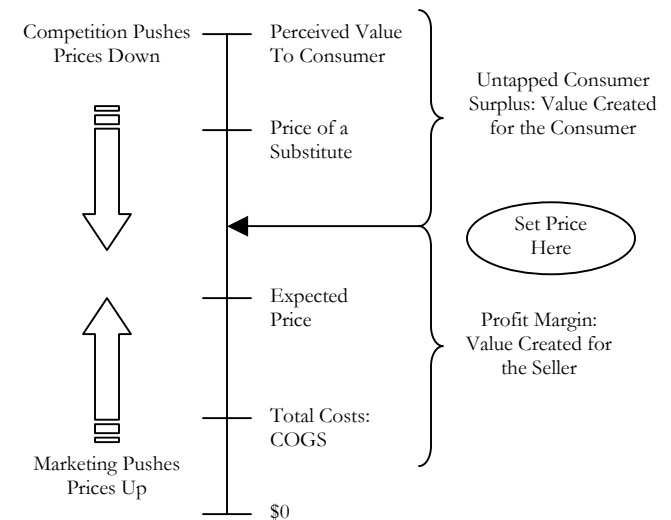 Competition Pushes
Prices Down
Perceived Value
To Consumer
Untapped Consumer
Surplus: Value Created
for the Consumer
Price of a
Substitute
Set Price
Here
Expected
Price
Profit Margin:
Value Created for
the Seller
Total Costs:
COGS
Marketing Pushes
Prices Up
$0